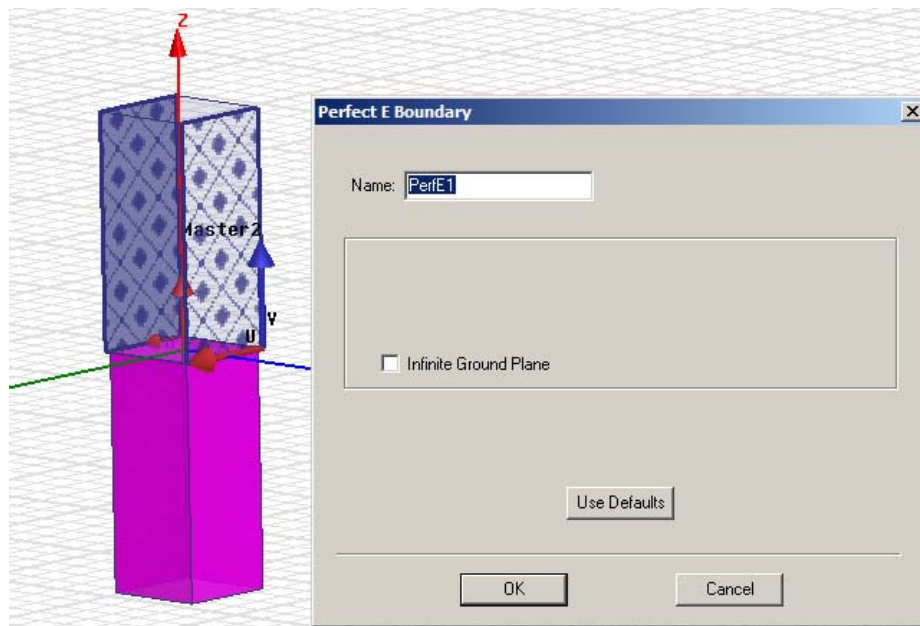 Z
Perfect E Boundary
Name: PerfE1
Master2
V
U
Infinite Ground Plane
Use Defaults
OK
Cancel